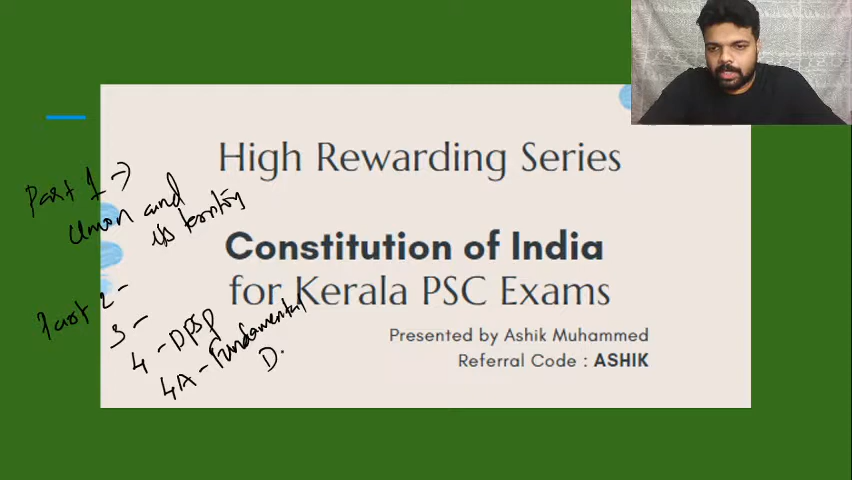 High Rewarding Series
Constitution of India
for Kerala PSC Exams
Presented by Ashik Muhammed
Referral Code : ASHIK
Part 1 →
Union and
its territory
Part 2 -
3 -
4 - DPSP
4A - Fundamental
D.